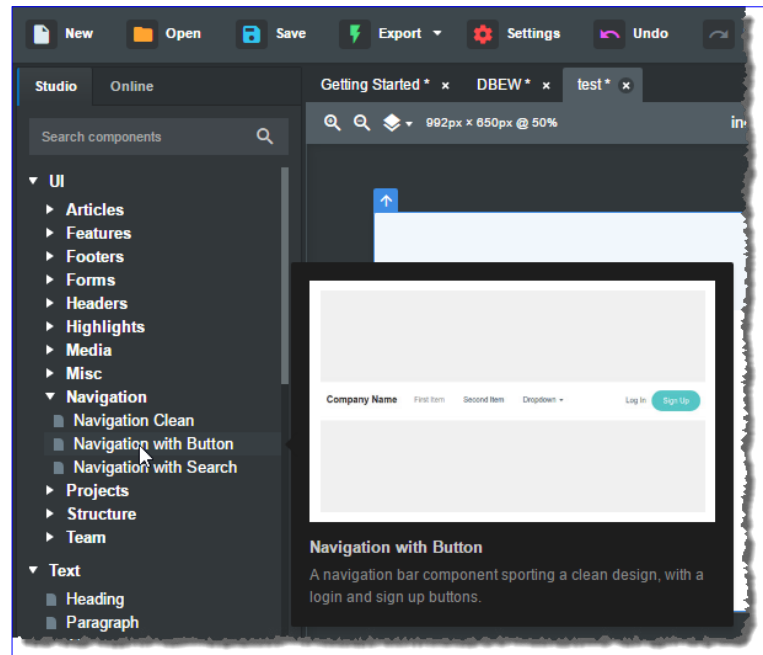 New Open Save Export Settings Undo
Studio Online
Getting Started * × DBEW * × test * ×
Search components
992px × 650px @ 50%
UI
Articles
Features
Footers
Forms
Headers
Highlights
Media
Misc
Navigation
Navigation Clean
Navigation with Button
Navigation with Search
Projects
Structure
Team
Text
Heading
Paragraph
Company Name First Item Second Item Dropdown Log In Sign Up
Navigation with Button
A navigation bar component sporting a clean design, with a
login and sign up buttons.